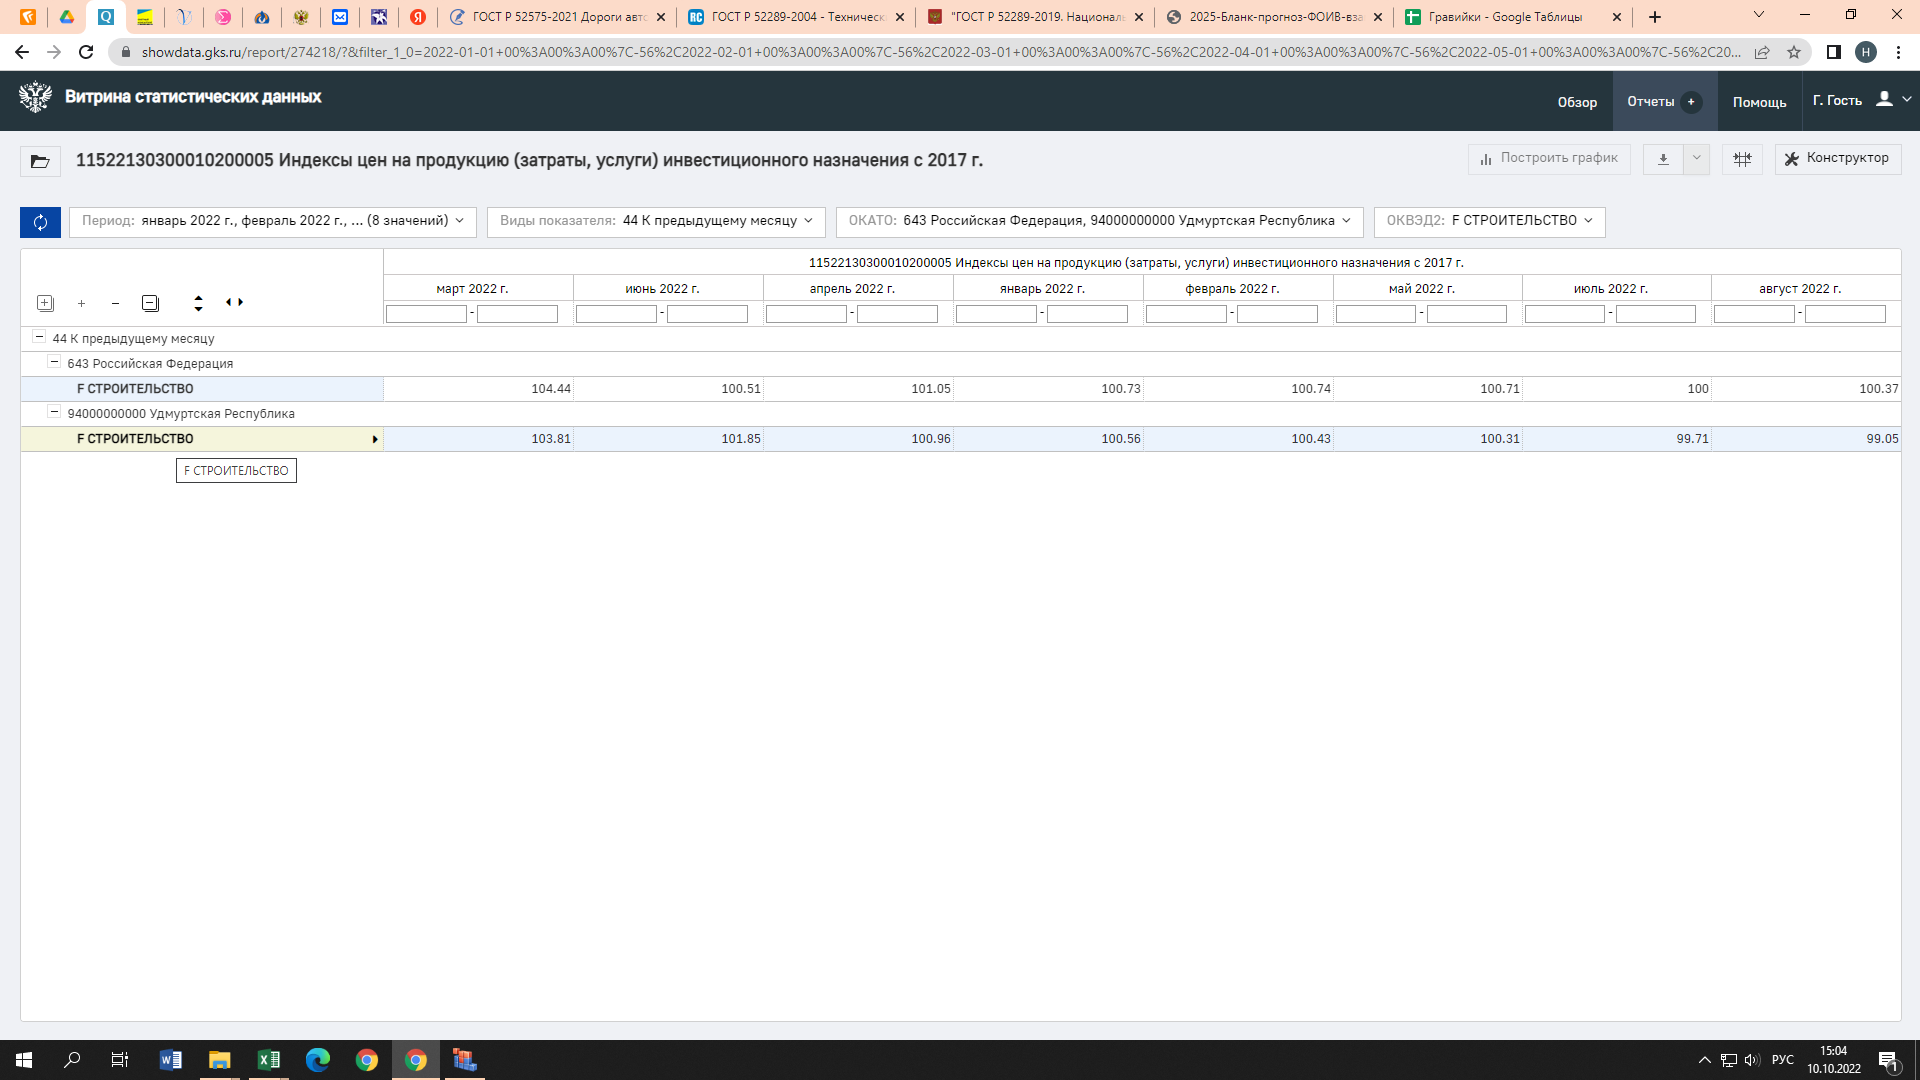 ГОСТ Р 52575-2021 Дороги авто
ГОСТ Р 52289-2004 - Техническ
"ГОСТ Р 52289-2019. Националь
2025-Бланк-прогноз-ФОИВ-вза
Гравийки - Google Таблицы
showdata.gks.ru/report/274218/?&filter_1_0=2022-01-01+00%3A00%3A00%7C-56%2C2022-02-01+00%3A00%3A00%7C-56%2C2022-03-01+00%3A00%3A00%7C-56%2C2022-04-01+00%3A00%3A00%7C-56%2C2022-05-01+00%3A00%3A00%7C-56%2C20...
Н
Витрина статистических данных
Обзор
Отчеты +
Помощь
Г. Гость
11522130300010200005 Индексы цен на продукцию (затраты, услуги) инвестиционного назначения с 2017 г.
Построить график
Конструктор
Период: январь 2022 г., февраль 2022 г., ... (8 значений)
Виды показателя: 44 К предыдущему месяцу
ОКАТО: 643 Российская Федерация, 94000000000 Удмуртская Республика
ОКВЭД2: F СТРОИТЕЛЬСТВО
11522130300010200005 Индексы цен на продукцию (затраты, услуги) инвестиционного назначения с 2017 г.
март 2022 г. июнь 2022 г. апрель 2022 г. январь 2022 г. февраль 2022 г. май 2022 г. июль 2022 г. август 2022 г.
- - - - - - - -
44 К предыдущему месяцу
643 Российская Федерация
F СТРОИТЕЛЬСТВО 104.44 100.51 101.05 100.73 100.74 100.71 100 100.37
94000000000 Удмуртская Республика
F СТРОИТЕЛЬСТВО 103.81 101.85 100.96 100.56 100.43 100.31 99.71 99.05
F СТРОИТЕЛЬСТВО
РУС
15:04
10.10.2022
1